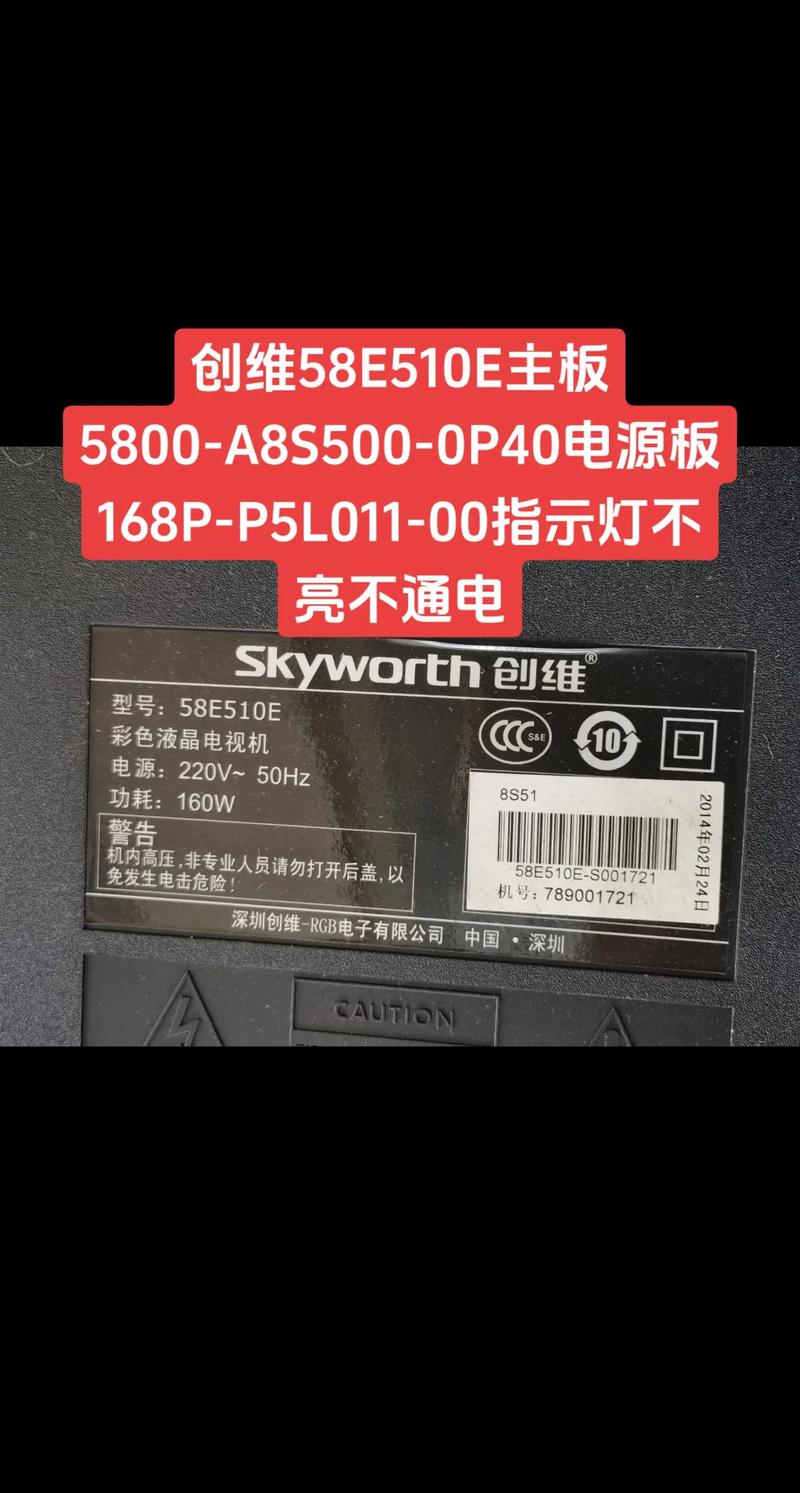 创维58E510E主板
5800-A8S500-0P40电源板
168P-P5L011-00指示灯不
亮不通电
Skyworth 创维®
型号：58E510E
彩色液晶电视机
电源：220V~ 50Hz
功耗：160W
警告
机内高压，非专业人员请勿打开后盖，以
免发生电击危险！
CCC S&E
10
8S51
58E510E-S001721
机号：789001721
2014年02月24日
深圳创维-RGB电子有限公司 中国·深圳
CAUTION